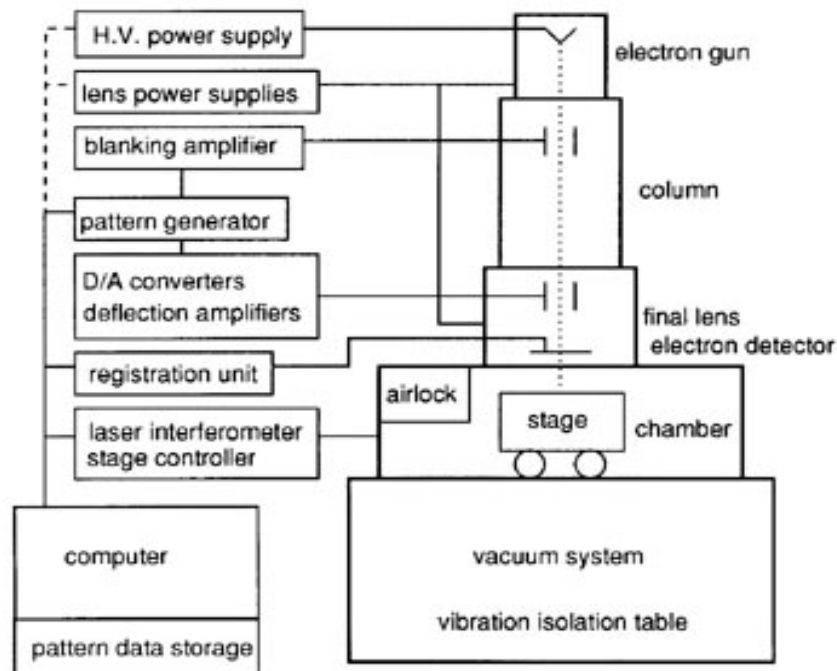 H.V. power supply
electron gun
lens power supplies
blanking amplifier
column
pattern generator
D/A converters
deflection amplifiers
final lens
electron detector
registration unit
airlock
laser interferometer
stage controller
stage
chamber
computer
vacuum system
vibration isolation table
pattern data storage